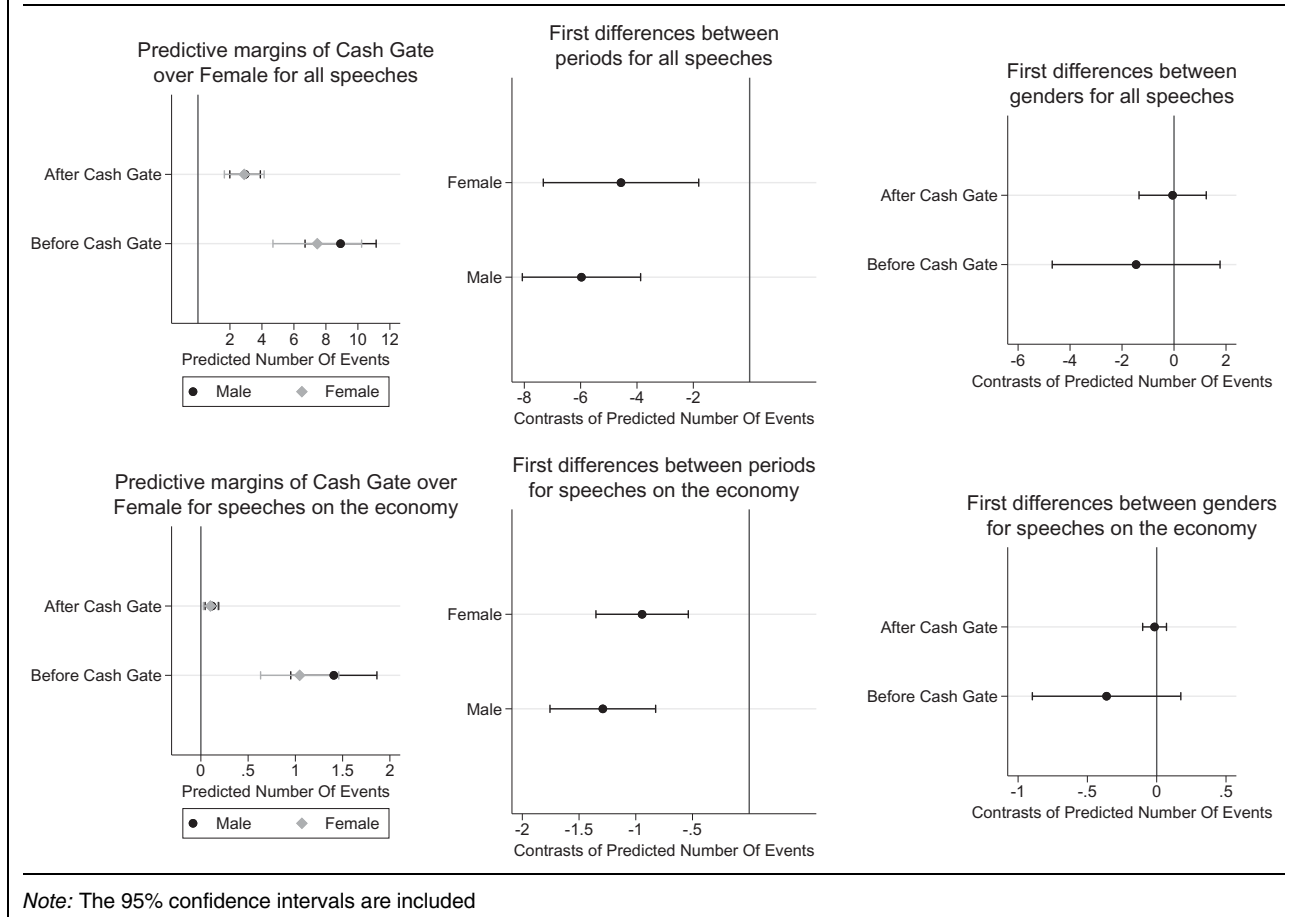 Predictive margins of Cash Gate
over Female for all speeches
After Cash Gate
Before Cash Gate
2 4 6 8 10 12
Predicted Number Of Events
Male Female
First differences between
periods for all speeches
Female
Male
-8 -6 -4 -2
Contrasts of Predicted Number Of Events
First differences between
genders for all speeches
After Cash Gate
Before Cash Gate
-6 -4 -2 0 2
Contrasts of Predicted Number Of Events
Predictive margins of Cash Gate over
Female for speeches on the economy
After Cash Gate
Before Cash Gate
0 .5 1 1.5 2
Predicted Number Of Events
Male Female
First differences between periods
for speeches on the economy
Female
Male
-2 -1.5 -1 -.5
Contrasts of Predicted Number Of Events
First differences between genders
for speeches on the economy
After Cash Gate
Before Cash Gate
-1 -.5 0 .5
Contrasts of Predicted Number Of Events
Note: The 95% confidence intervals are included